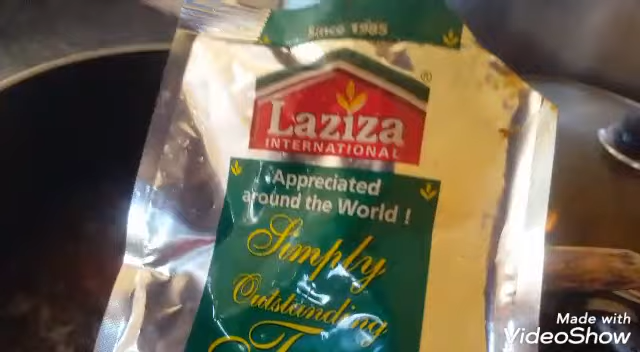 Since 1985
Laziza
®
INTERNATIONAL
Appreciated
around the World !
Simply
Outstanding
Made with
VideoShow